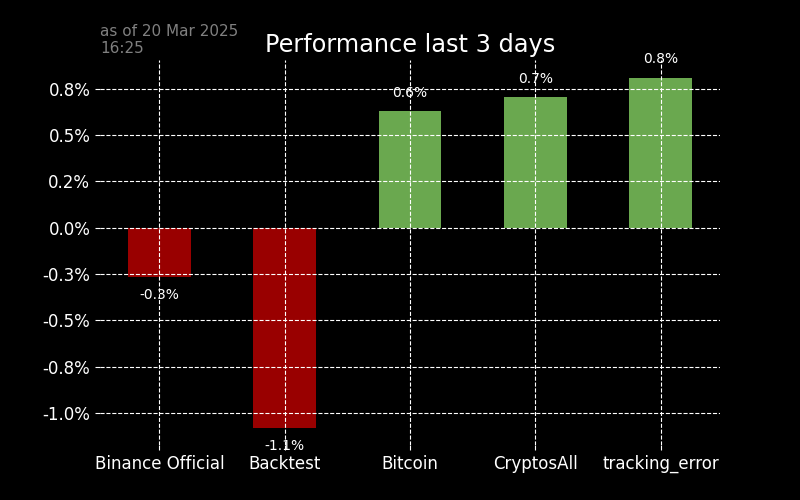 as of 20 Mar 2025
16:25
Performance last 3 days
0.8%
0.5%
0.2%
0.0%
-0.3%
-0.5%
-0.8%
-1.0%
-0.3%
-1.1%
0.6%
0.7%
0.8%
Binance Official
Backtest
Bitcoin
CryptosAll
tracking_error